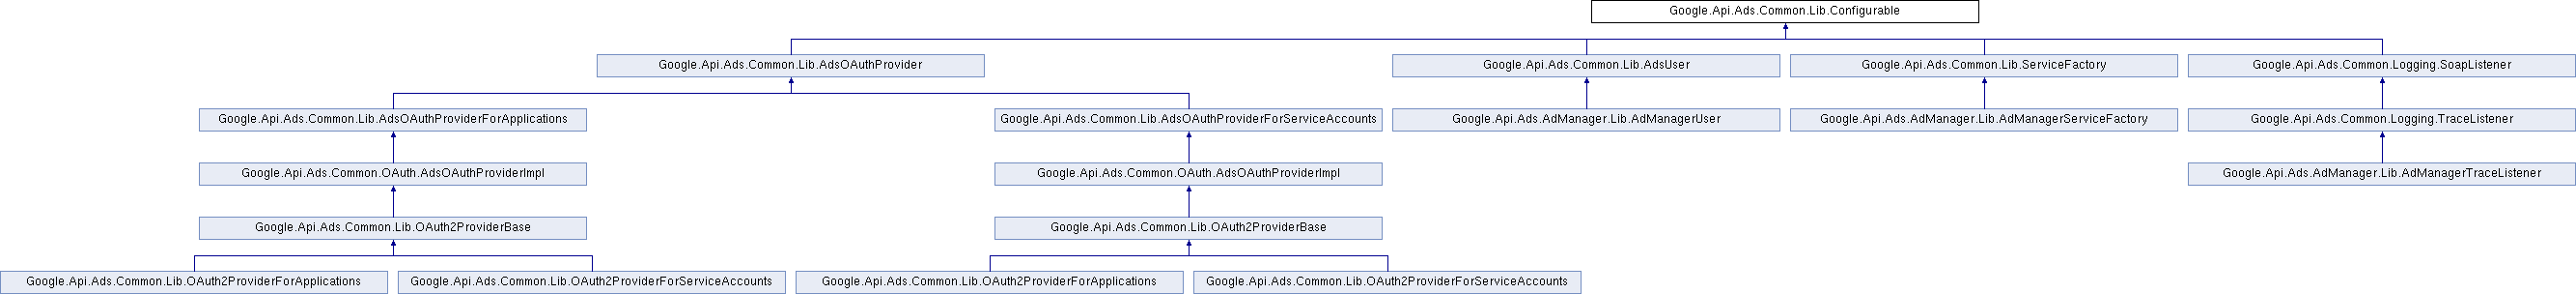 Google.Api.Ads.Common.Lib.Configurable
Google.Api.Ads.Common.Lib.AdsOAuthProvider
Google.Api.Ads.Common.Lib.AdsUser
Google.Api.Ads.Common.Lib.ServiceFactory
Google.Api.Ads.Common.Logging.SoapListener
Google.Api.Ads.Common.Lib.AdsOAuthProviderForApplications
Google.Api.Ads.Common.Lib.AdsOAuthProviderForServiceAccounts
Google.Api.Ads.AdManager.Lib.AdManagerUser
Google.Api.Ads.AdManager.Lib.AdManagerServiceFactory
Google.Api.Ads.Common.Logging.TraceListener
Google.Api.Ads.Common.OAuth.AdsOAuthProviderImpl
Google.Api.Ads.Common.OAuth.AdsOAuthProviderImpl
Google.Api.Ads.AdManager.Lib.AdManagerTraceListener
Google.Api.Ads.Common.Lib.OAuth2ProviderBase
Google.Api.Ads.Common.Lib.OAuth2ProviderBase
Google.Api.Ads.Common.Lib.OAuth2ProviderForApplications
Google.Api.Ads.Common.Lib.OAuth2ProviderForServiceAccounts
Google.Api.Ads.Common.Lib.OAuth2ProviderForApplications
Google.Api.Ads.Common.Lib.OAuth2ProviderForServiceAccounts